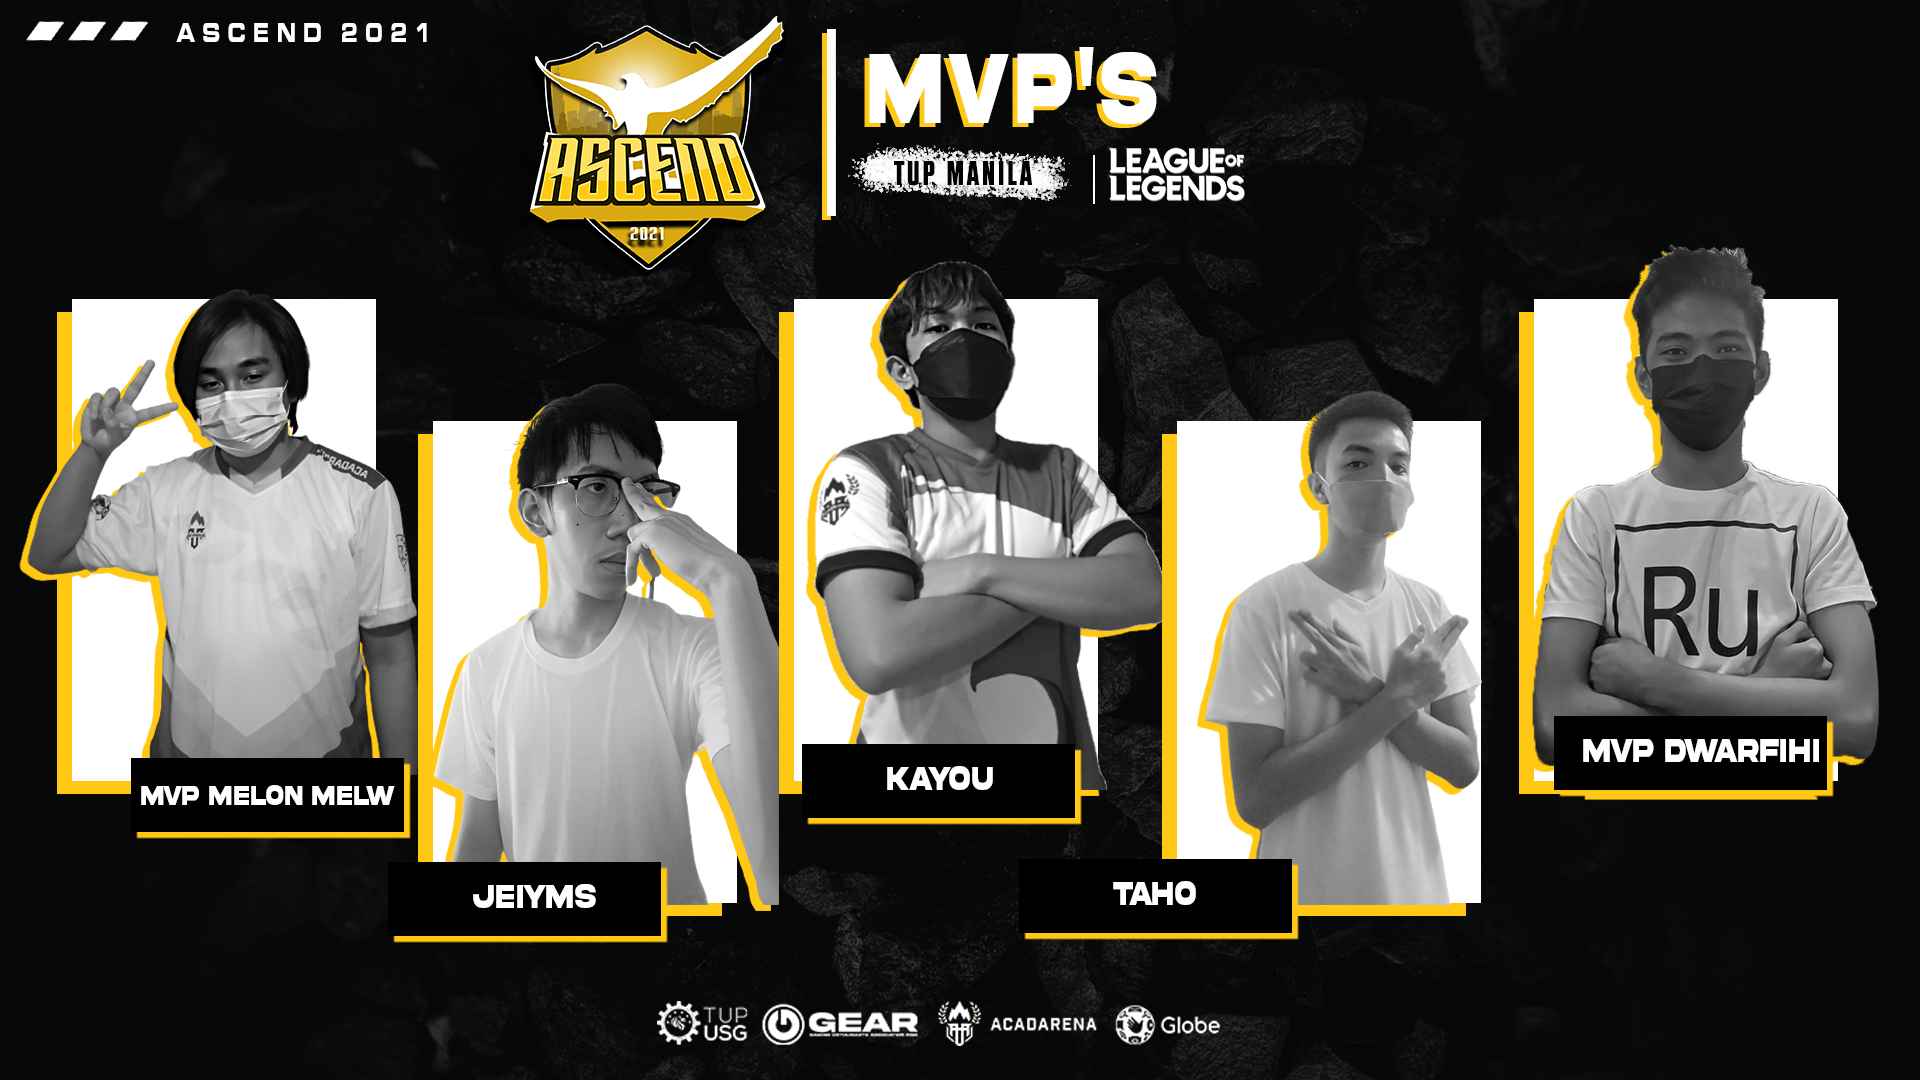 ASCEND 2021
ASCEND
2021
MVP'S
TUP MANILA
LEAGUE OF
LEGENDS
Ru
MVP MELON MELW
JEIYMS
KAYOU
TAHO
MVP DWARFIHI
TUP
USG
GEAR
ACADARENA
Globe